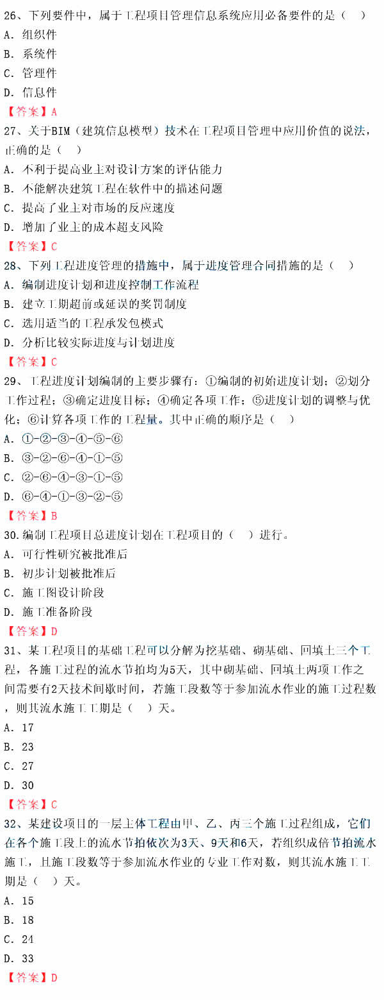 26、下列要件中，属于工程项目管理信息系统应用必备要件的是（　）
A. 组织件
B. 系统件
C. 管理件
D. 信息件
【答案】A
27、关于BIM（建筑信息模型）技术在工程项目管理中应用价值的说法，
正确的是（　）
A. 不利于提高业主对设计方案的评估能力
B. 不能解决建筑工程在软件中的描述问题
C. 提高了业主对市场的反应速度
D. 增加了业主的成本超支风险
【答案】C
28、下列工程进度管理的措施中，属于进度管理合同措施的是（　）
A. 编制进度计划和进度控制工作流程
B. 建立工期超前或延误的奖罚制度
C. 选用适当的工程承发包模式
D. 分析比较实际进度与计划进度
【答案】C
29、工程进度计划编制的主要步骤有：①编制的初始进度计划；②划分
工作过程；③确定进度目标；④确定各项工作；⑤进度计划的调整与优
化；⑥计算各项工作的工程量。其中正确的顺序是（　）
A. ①-②-③-④-⑤-⑥
B. ③-②-⑥-④-①-⑤
C. ②-⑥-④-③-①-⑤
D. ⑥-④-①-③-②-⑤
【答案】B
30.编制工程项目总进度计划在工程项目的（　）进行。
A. 可行性研究被批准后
B. 初步计划被批准后
C. 施工图设计阶段
D. 施工准备阶段
【答案】D
31、某工程项目的基础工程可以分解为挖基础、砌基础、回填土三个工
程，各施工过程的流水节拍均为5天，其中砌基础、回填土两项工作之
间需要有2天技术间歇时间，若施工段数等于参加流水作业的施工过程数
，则其流水施工工期是（　）天。
A. 17
B. 23
C. 27
D. 30
【答案】C
32、某建设项目的一层主体工程由甲、乙、丙三个施工过程组成，它们
在各个施工段上的流水节拍依次为3天、9天和6天，若组织成倍节拍流水
施工，且施工段数等于参加流水作业的专业工作对数，则其流水施工工
期是（　）天。
A. 15
B. 18
C. 24
D. 33
【答案】D